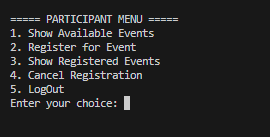 ===== PARTICIPANT MENU =====
1. Show Available Events
2. Register for Event
3. Show Registered Events
4. Cancel Registration
5. LogOut
Enter your choice: